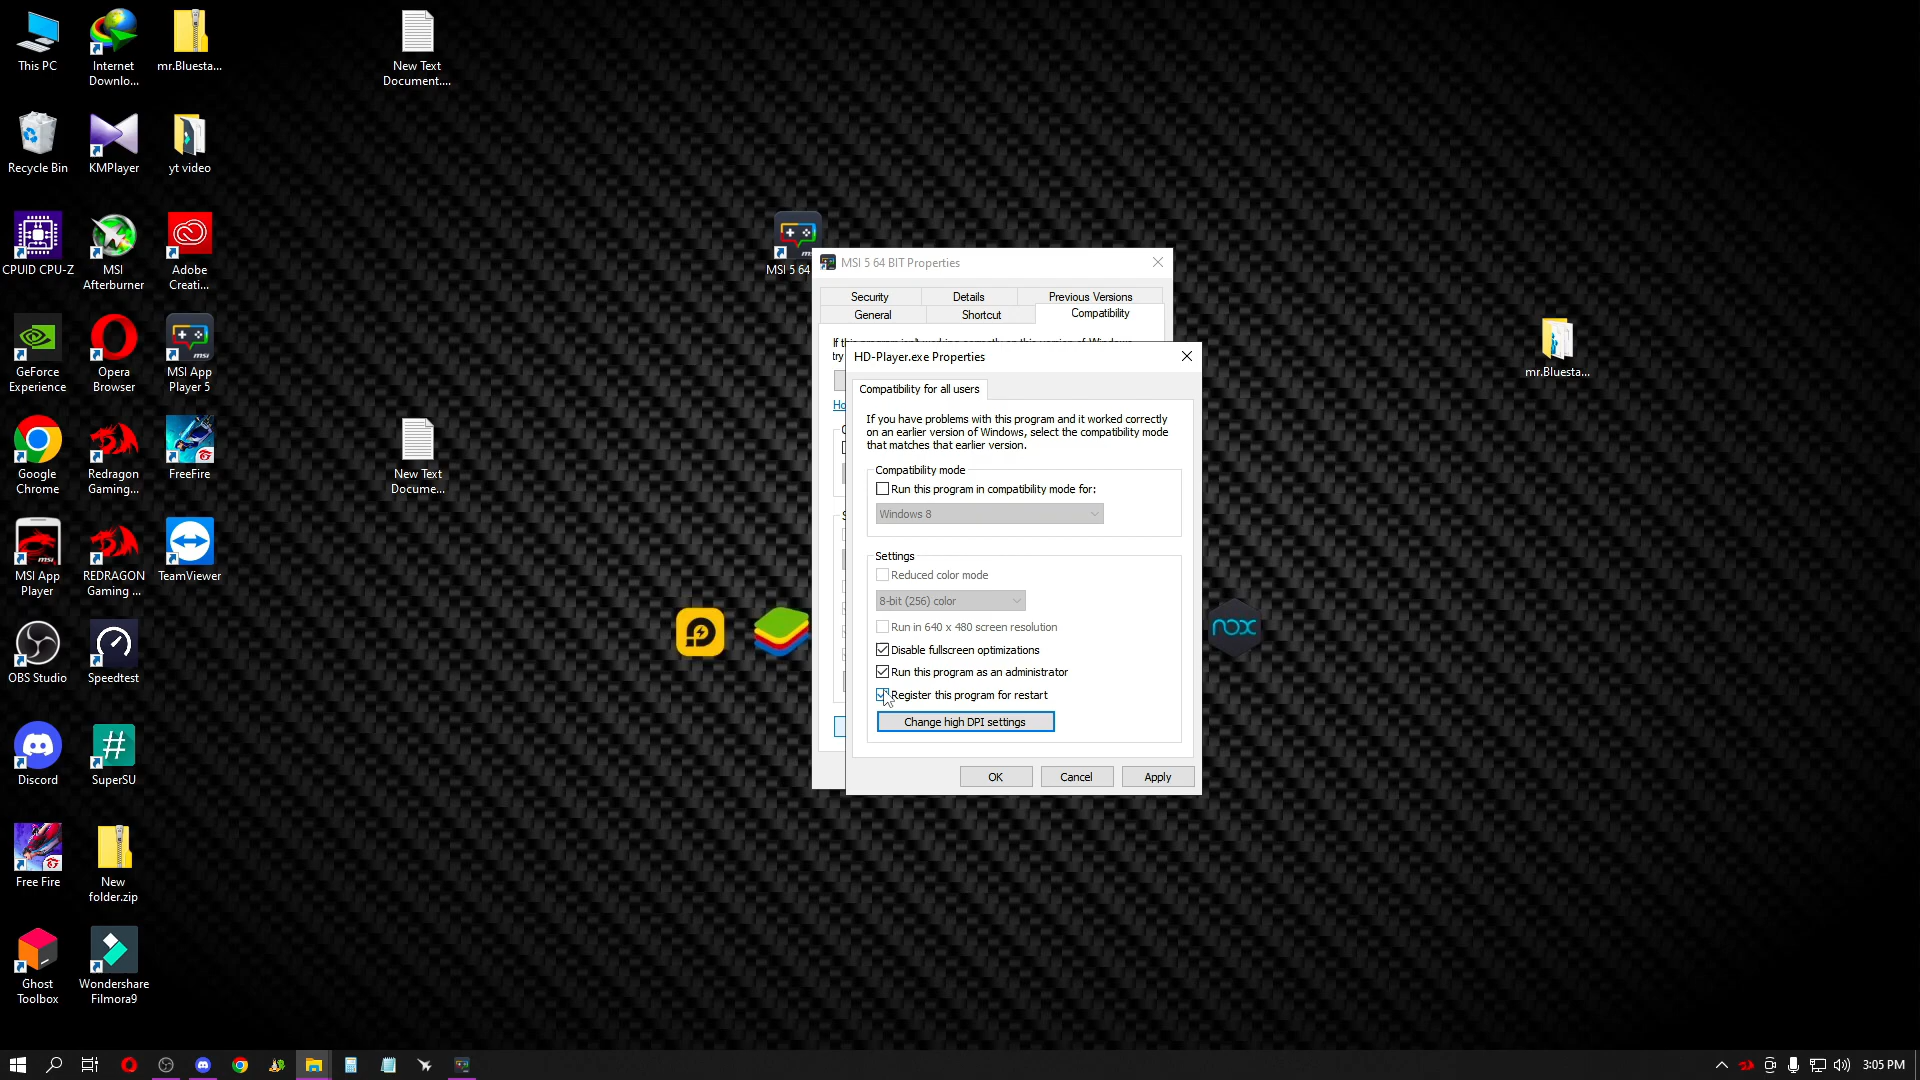 This PC
Internet
Downlo...
mr.Bluesta...
New Text
Document....
Recycle Bin
KMPlayer
yt video
CPUID CPU-Z
MSI
Afterburner
Adobe
Creati...
MSI 5 64
GeForce
Experience
Opera
Browser
MSI App
Player 5
msi
mr.Bluesta...
Google
Chrome
Redragon
Gaming...
FreeFire
New Text
Docume...
MSI App
Player
msi
REDRAGON
Gaming ...
TeamViewer
OBS Studio
Speedtest
nox
Discord
SuperSU
Free Fire
New
folder.zip
Ghost
Toolbox
Wondershare
Filmora9
MSI 5 64 BIT Properties
Security
Details
Previous Versions
General
Shortcut
Compatibility
try
Ho
HD-Player.exe Properties
Compatibility for all users
If you have problems with this program and it worked correctly
on an earlier version of Windows, select the compatibility mode
that matches that earlier version.
Compatibility mode
Run this program in compatibility mode for:
Windows 8
Settings
Reduced color mode
8-bit (256) color
Run in 640 x 480 screen resolution
Disable fullscreen optimizations
Run this program as an administrator
Register this program for restart
Change high DPI settings
OK
Cancel
Apply
3:05 PM